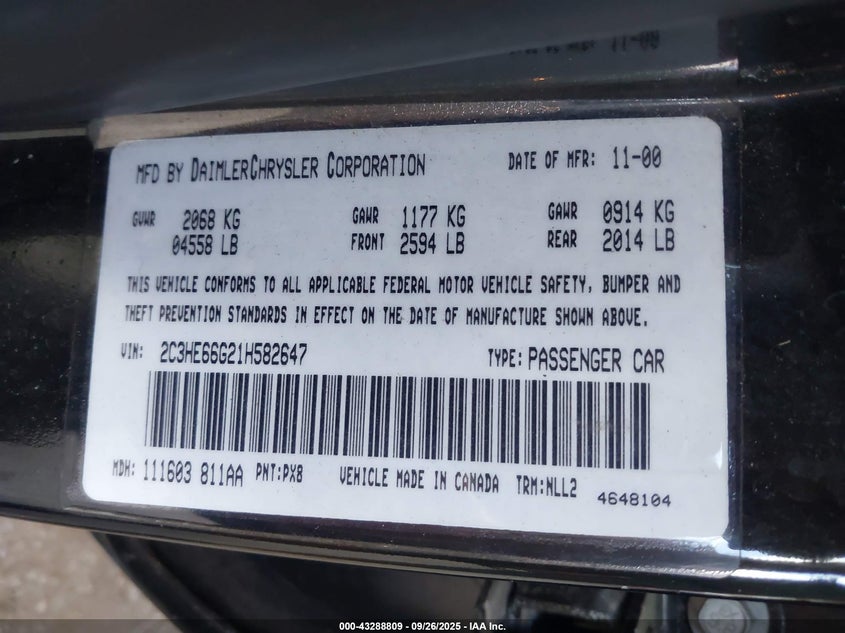 11-00
MFD BY DAIMLERCHRYSLER CORPORATION DATE OF MFR: 11-00
GVWR 2068 KG GAWR 1177 KG GAWR 0914 KG
04558 LB FRONT 2594 LB REAR 2014 LB
THIS VEHICLE CONFORMS TO ALL APPLICABLE FEDERAL MOTOR VEHICLE SAFETY, BUMPER AND
THEFT PREVENTION STANDARDS IN EFFECT ON THE DATE OF MANUFACTURE SHOWN ABOVE.
VIN: 2C3HE66G21H582647 TYPE: PASSENGER CAR
MDH: 111603 811AA PNT:PX8 VEHICLE MADE IN CANADA TRM:NLL2 4648104
000-43288809 - 09/26/2025 - IAA Inc.